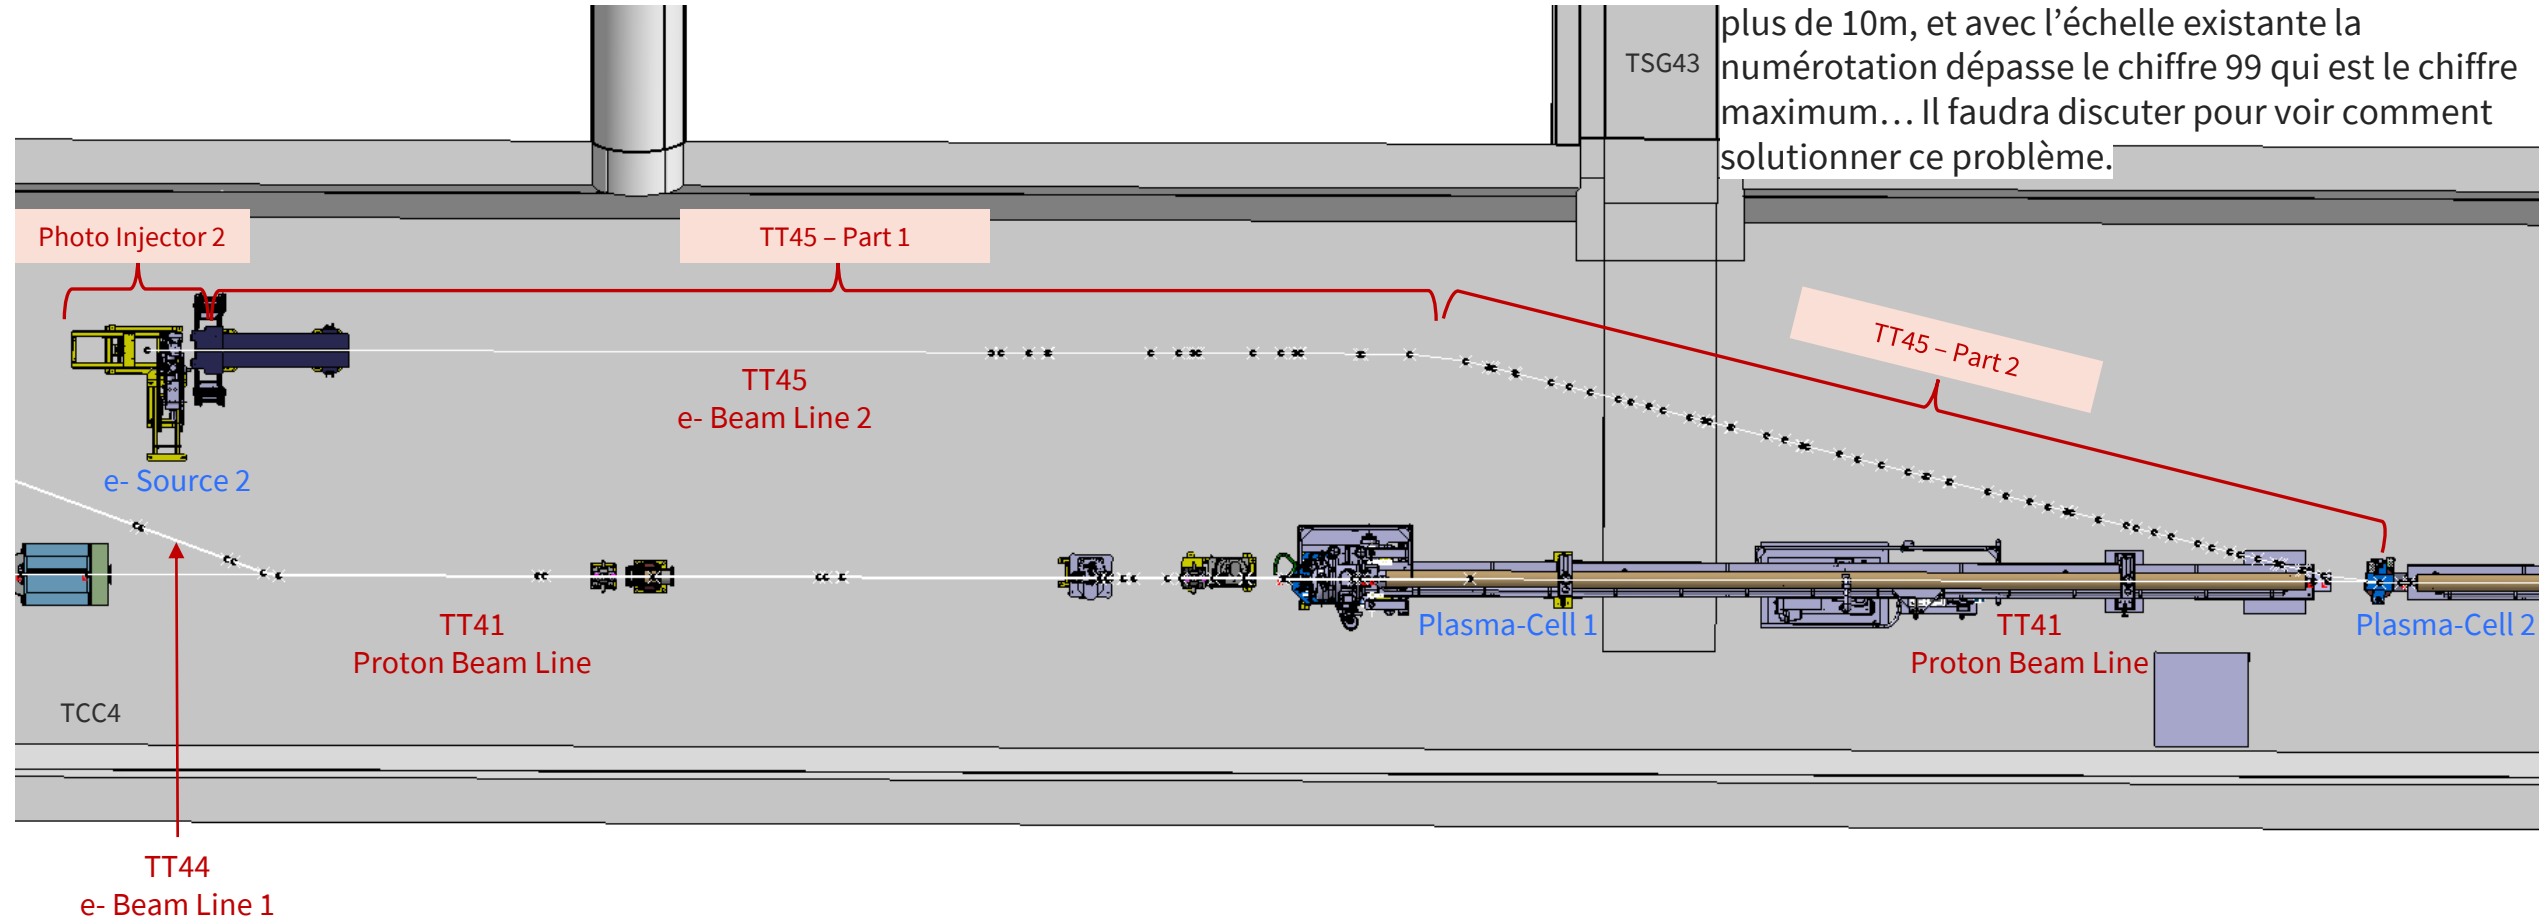 plus de 10m, et avec l’échelle existante la
numérotation dépasse le chiffre 99 qui est le chiffre
maximum… Il faudra discuter pour voir comment
solutionner ce problème.
TSG43
Photo Injector 2
TT45 – Part 1
TT45 – Part 2
TT45
e- Beam Line 2
e- Source 2
TT41
Proton Beam Line
Plasma-Cell 1
TT41
Proton Beam Line
Plasma-Cell 2
TCC4
TT44
e- Beam Line 1